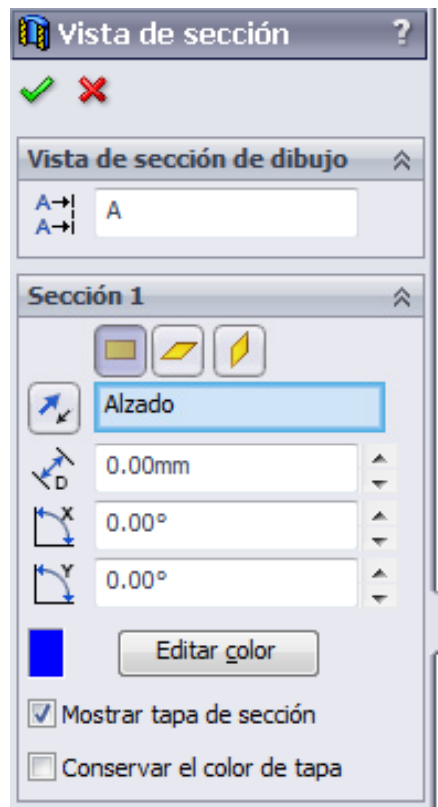 Vista de sección ?
Vista de sección de dibujo
A
A
A
Sección 1
Alzado
D
0.00mm
X
0.00°
Y
0.00°
Editar color
Mostrar tapa de sección
Conservar el color de tapa